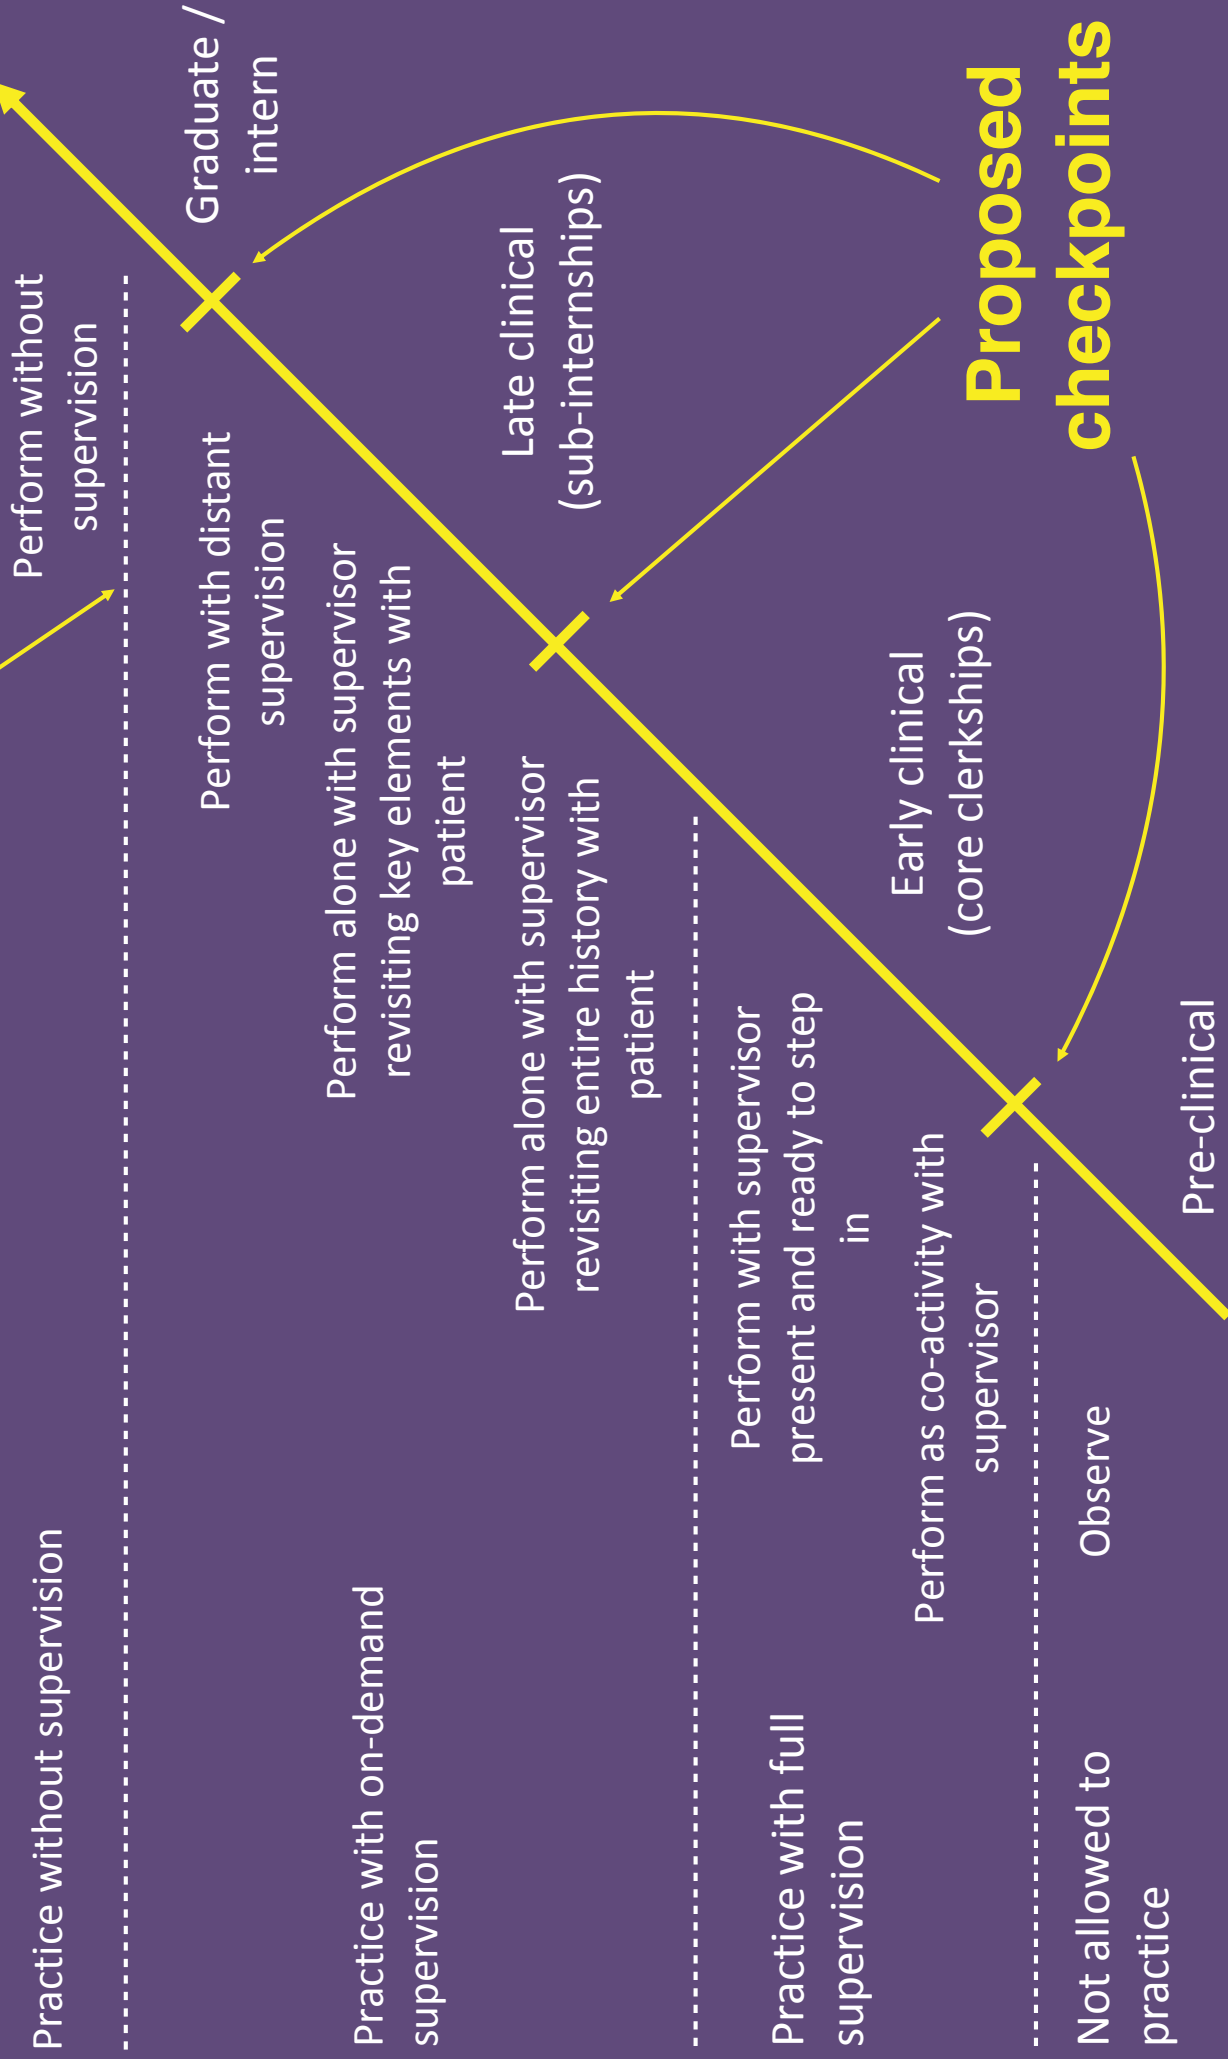 Practice without supervision
Perform without
supervision
Practice with on-demand
supervision
Perform with distant
supervision
Perform alone with supervisor
revisiting key elements with
patient
Perform alone with supervisor
revisiting entire history with
patient
Practice with full
supervision
Perform with supervisor
present and ready to step
in
Perform as co-activity with
supervisor
Not allowed to
practice
Observe
Graduate /
intern
Late clinical
(sub-internships)
Early clinical
(core clerkships)
Pre-clinical
Proposed
checkpoints